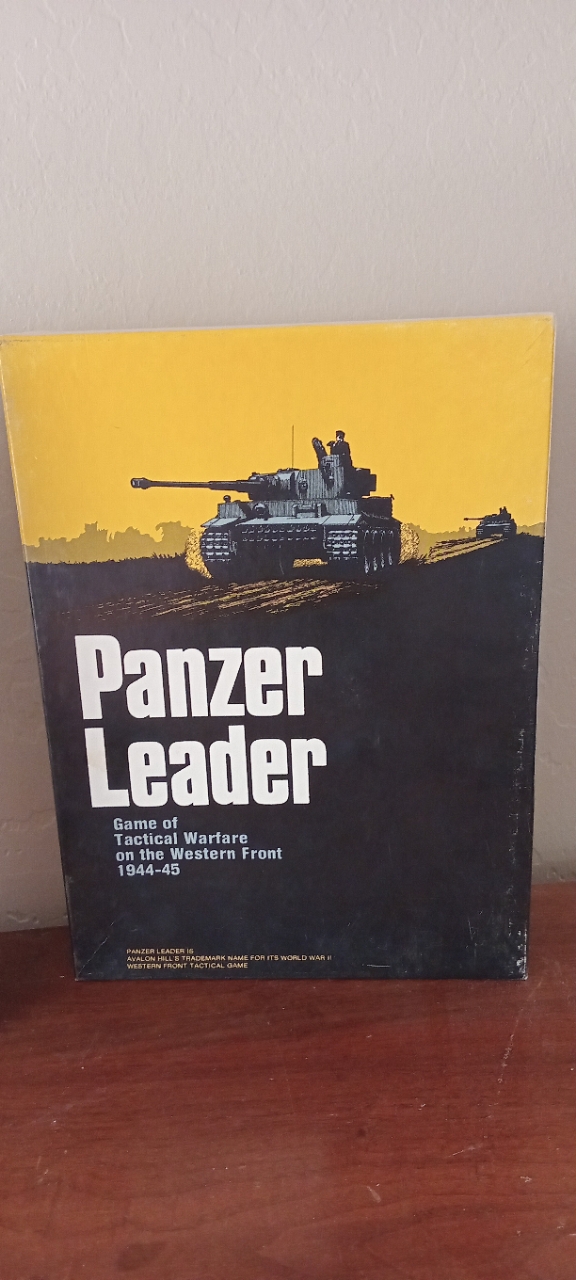 Panzer
Leader
Game of
Tactical Warfare
on the Western Front
1944-45
PANZER LEADER IS
AVALON HILL'S TRADEMARK NAME FOR ITS WORLD WAR II
WESTERN FRONT TACTICAL GAME